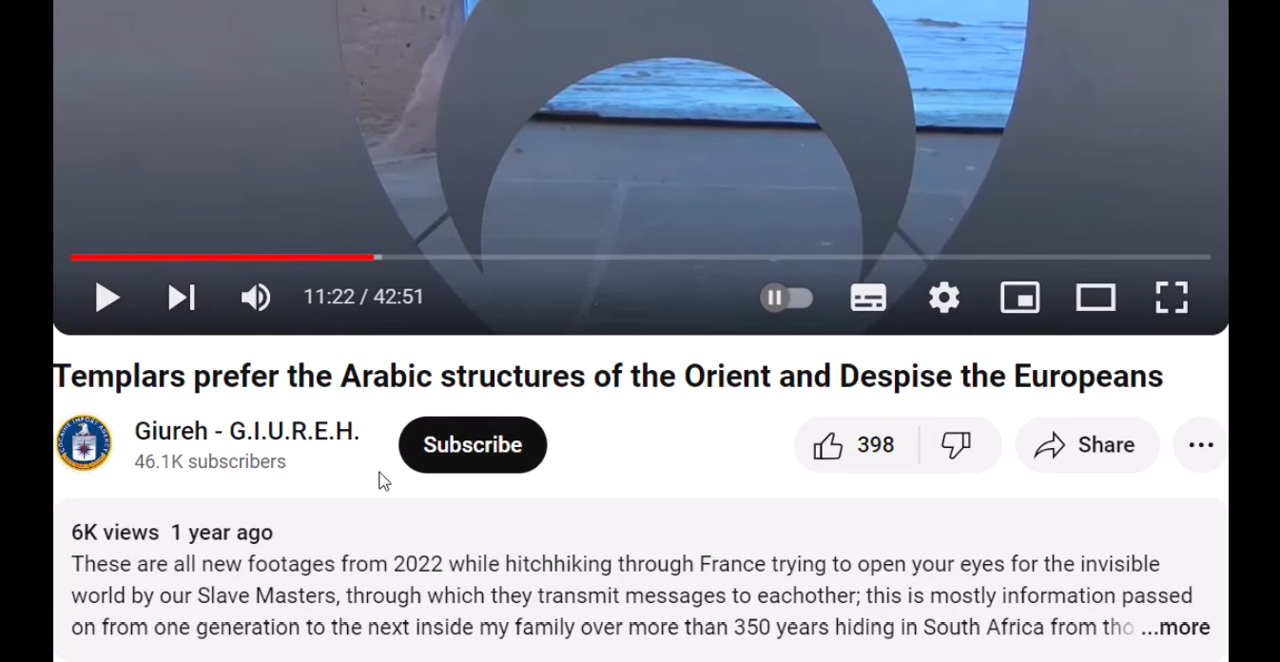 11:22 / 42:51
Templars prefer the Arabic structures of the Orient and Despise the Europeans
COCAINE IMPORT AGENCY
Giureh - G.I.U.R.E.H.
46.1K subscribers
Subscribe
398
Share
6K views 1 year ago
These are all new footages from 2022 while hitchhiking through France trying to open your eyes for the invisible
world by our Slave Masters, through which they transmit messages to eachother; this is mostly information passed
on from one generation to the next inside my family over more than 350 years hiding in South Africa from tho ...more